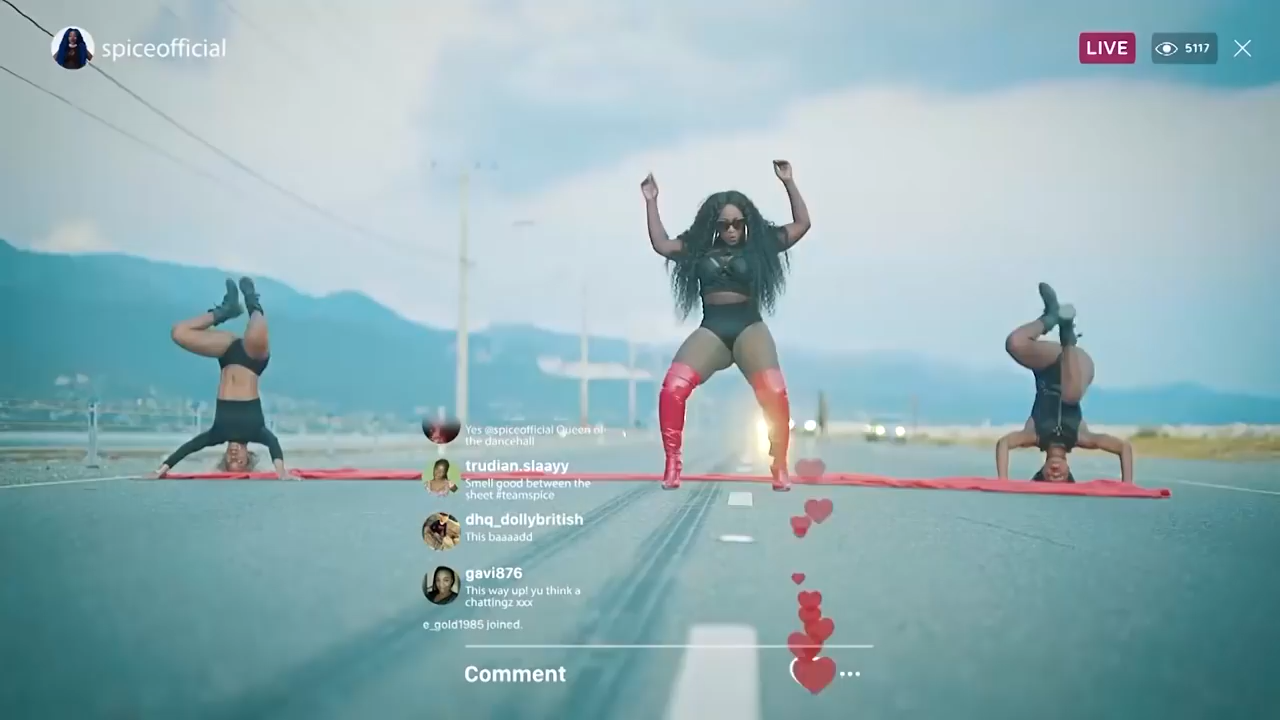 spiceofficial
LIVE
5117
Yes @spiceofficial Queen of
the dancehall
trudian.slaayy
Smell good between the
sheet #teamspice
dhq_dollybritish
This baaaadd
gavi876
This way up! yu think a
chattingz xxx
e_gold1985 joined.
Comment